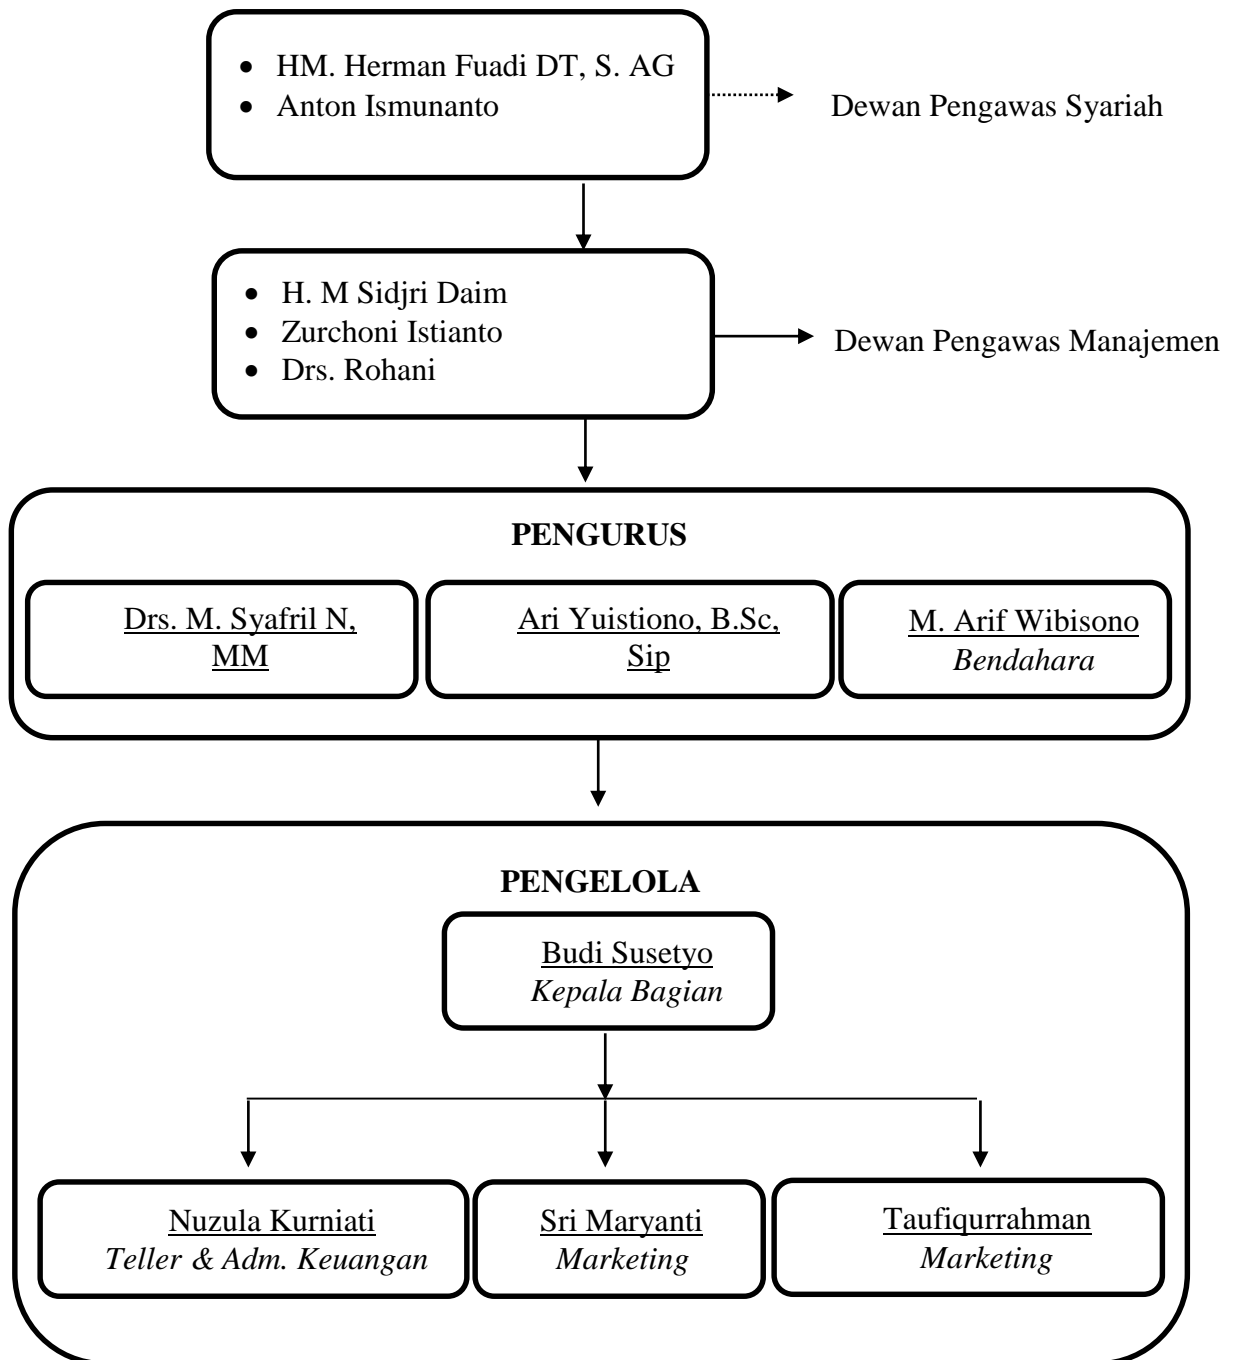 • HM. Herman Fuadi DT, S. AG
• Anton Ismunanto
Dewan Pengawas Syariah
• H. M Sidjri Daim
• Zurchoni Istianto
• Drs. Rohani
Dewan Pengawas Manajemen
PENGURUS
Drs. M. Syafril N,
MM
Ari Yuistiono, B.Sc,
Sip
M. Arif Wibisono
Bendahara
PENGELOLA
Budi Susetyo
Kepala Bagian
Nuzula Kurniati
Teller & Adm. Keuangan
Sri Maryanti
Marketing
Taufiqurrahman
Marketing